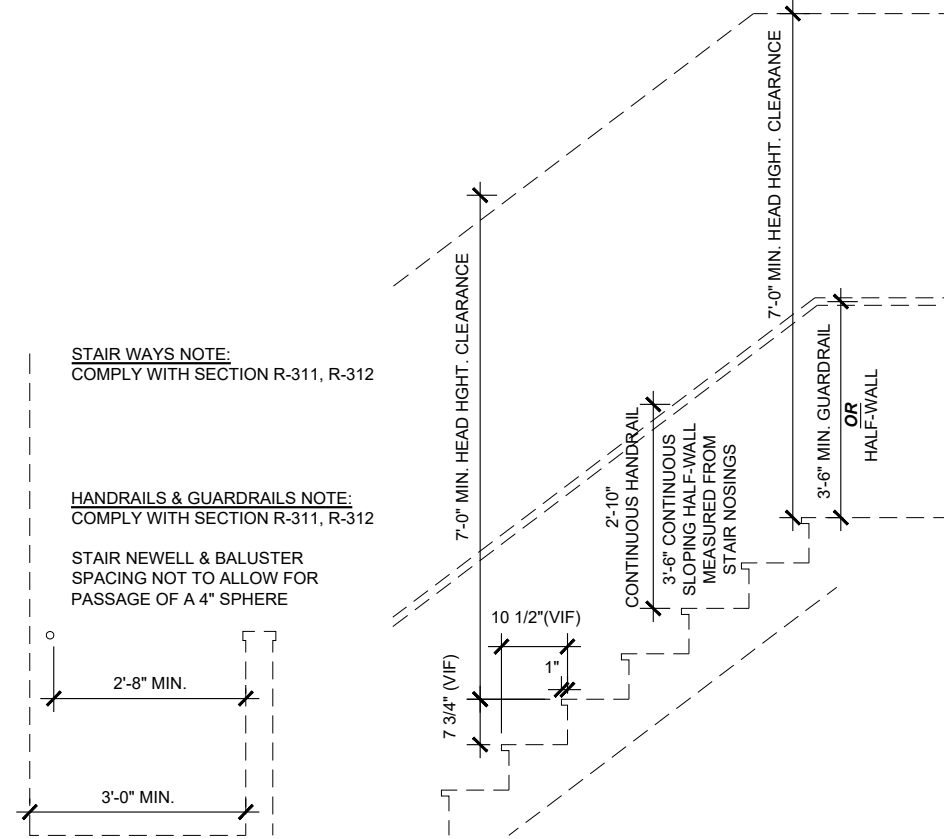 STAIR WAYS NOTE:
COMPLY WITH SECTION R-311, R-312
HANDRAILS & GUARDRAILS NOTE:
COMPLY WITH SECTION R-311, R-312
STAIR NEWELL & BALUSTER
SPACING NOT TO ALLOW FOR
PASSAGE OF A 4" SPHERE
2'-8" MIN.
3'-0" MIN.
7'-0" MIN. HEAD HGHT. CLEARANCE
7 3/4" (VIF)
10 1/2"(VIF)
1"
2'-10"
CONTINUOUS HANDRAIL
3'-6" CONTINUOUS
SLOPING HALF-WALL
MEASURED FROM
STAIR NOSINGS
7'-0" MIN. HEAD HGHT. CLEARANCE
3'-6" MIN. GUARDRAIL
OR
HALF-WALL